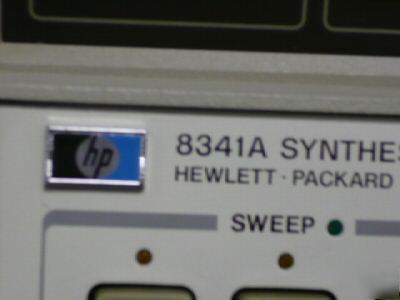 hp
8341A SYNTHES
HEWLETT · PACKARD
SWEEP